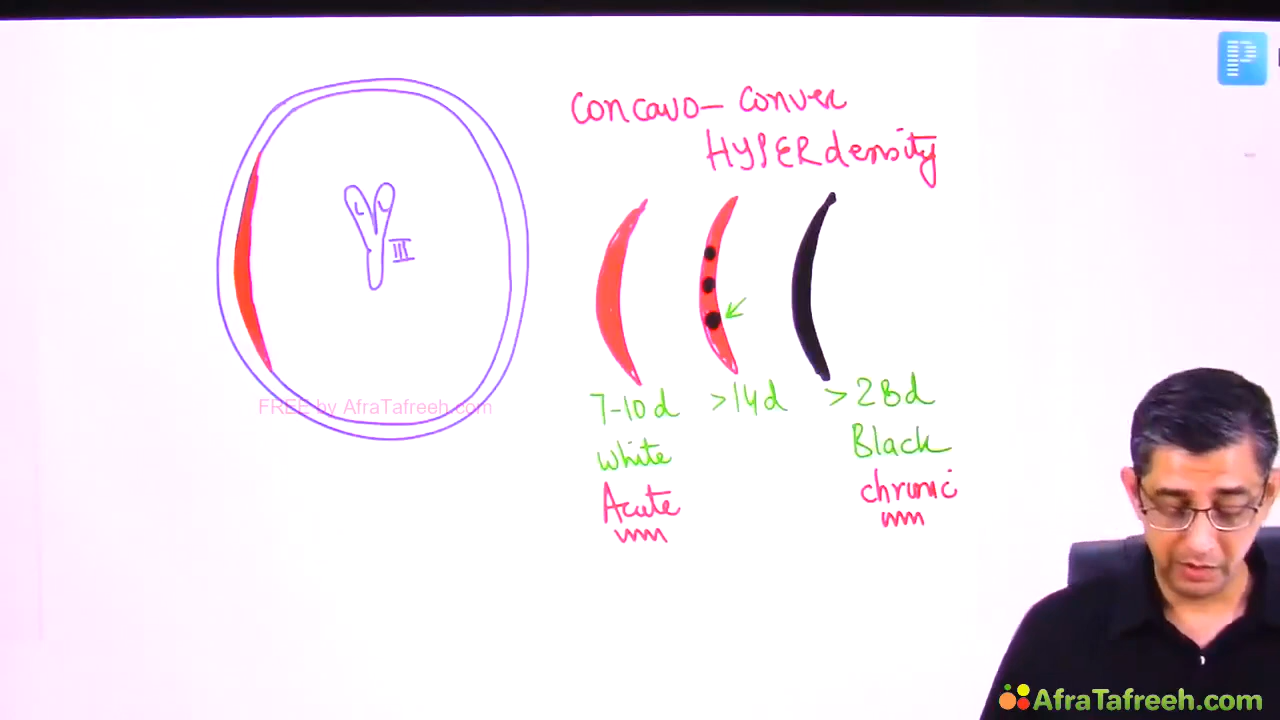 Concavo-Convex
HYPERdensity
L L
III
7-10d >14d >28d
White Black
Acute chronic
FREE by AfraTafreeh.com
AfraTafreeh.com
P